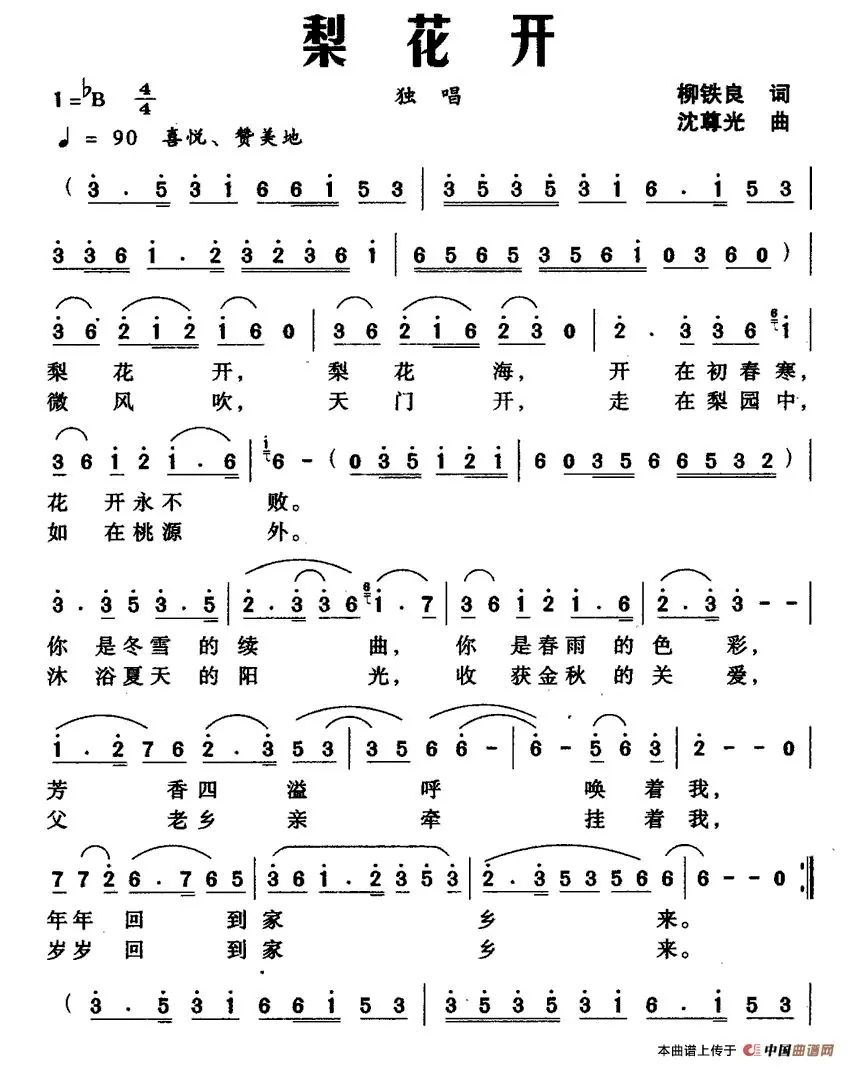 梨花开
1=♭B 4/4 独唱 柳铁良 词
沈尊光 曲
♩= 90 喜悦、赞美地
( 3 . 5 3 1 6 6 1 5 3 | 3 5 3 5 3 1 6 . 1 5 3 |
3 3 6 1 . 2 3 2 3 6 1 | 6 5 6 5 3 5 6 1 0 3 6 0 ) |
3 6 2 1 2 1 6 0 | 3 6 2 1 6 2 3 0 | 2 . 3 3 6 6 1 |
梨 花 开, 梨 花 海, 开 在初春寒,
微 风 吹, 天 门 开, 走 在梨园中,
3 6 1 2 1 . 6 | 1 6 - ( 0 3 5 1 2 1 | 6 0 3 5 6 6 5 3 2 ) |
花 开永不 败。
如 在桃源 外。
3 . 3 5 3 . 5 | 2 . 3 3 6 6 1 . 7 | 3 6 1 2 1 . 6 | 2 . 3 3 - - |
你 是冬雪 的 续 曲, 你 是春雨 的 色 彩,
沐 浴夏天 的 阳 光, 收 获金秋 的 关 爱,
1 . 2 7 6 2 . 3 5 3 | 3 5 6 6 - | 6 - 5 6 3 | 2 - - 0 |
芳 香四 溢 呼 唤 着我,
父 老乡 亲 牵 挂 着我,
7 7 2 6 . 7 6 5 | 3 6 1 . 2 3 5 3 | 2 . 3 5 3 5 6 6 | 6 - - 0 :||
年年 回 到家 乡 来。
岁岁 回 到家 乡 来。
( 3 . 5 3 1 6 6 1 5 3 | 3 5 3 5 3 1 6 . 1 5 3 |
本曲谱上传于 中国曲谱网